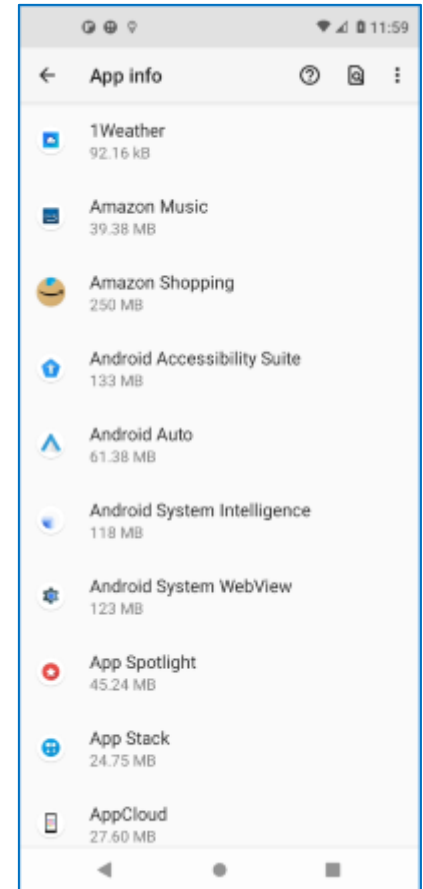 11:59
App info
1Weather
92.16 kB
Amazon Music
39.38 MB
Amazon Shopping
250 MB
Android Accessibility Suite
133 MB
Android Auto
61.38 MB
Android System Intelligence
118 MB
Android System WebView
123 MB
App Spotlight
45.24 MB
App Stack
24.75 MB
AppCloud
27.60 MB